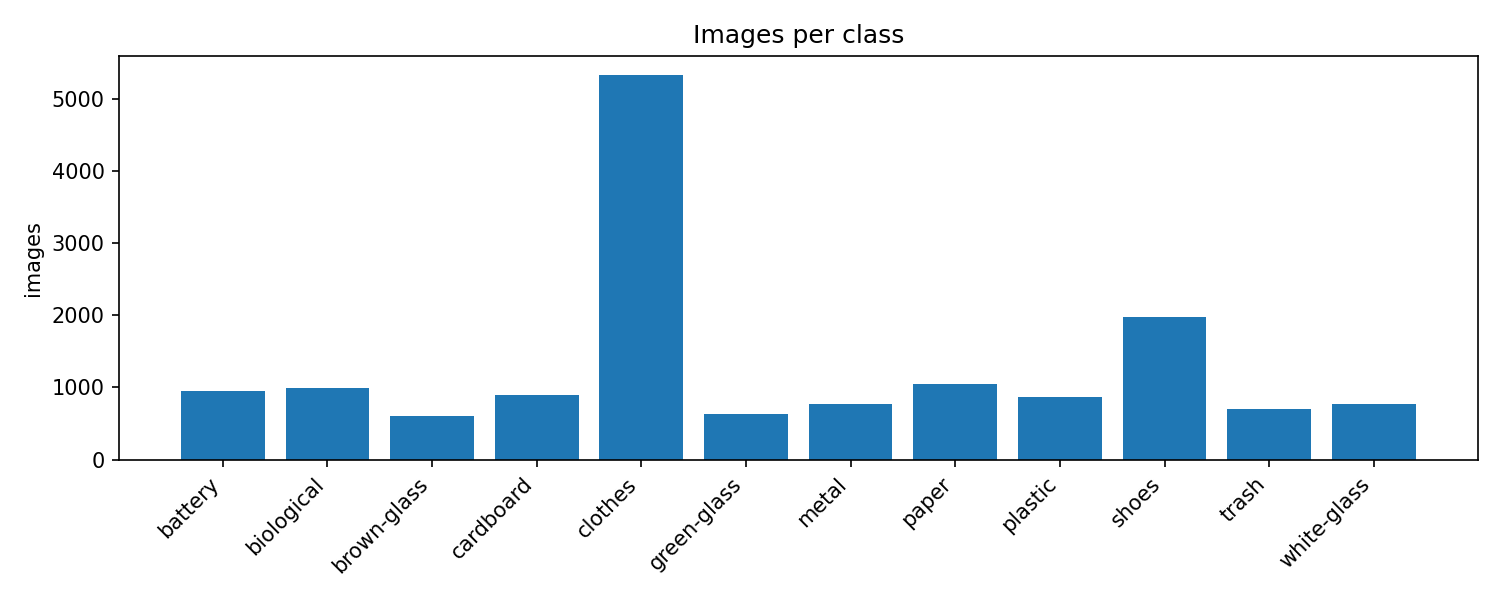 Images per class
images
5000
4000
3000
2000
1000
0
battery
biological
brown-glass
cardboard
clothes
green-glass
metal
paper
plastic
shoes
trash
white-glass